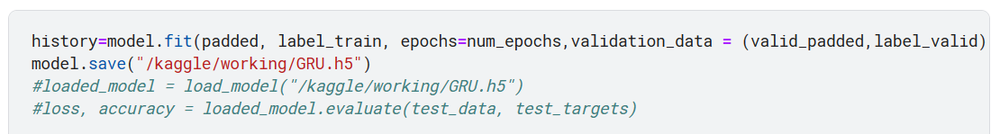 history=model.fit(padded, label_train, epochs=num_epochs,validation_data = (valid_padded,label_valid)
model.save("/kaggle/working/GRU.h5")
#loaded_model = load_model("/kaggle/working/GRU.h5")
#loss, accuracy = loaded_model.evaluate(test_data, test_targets)